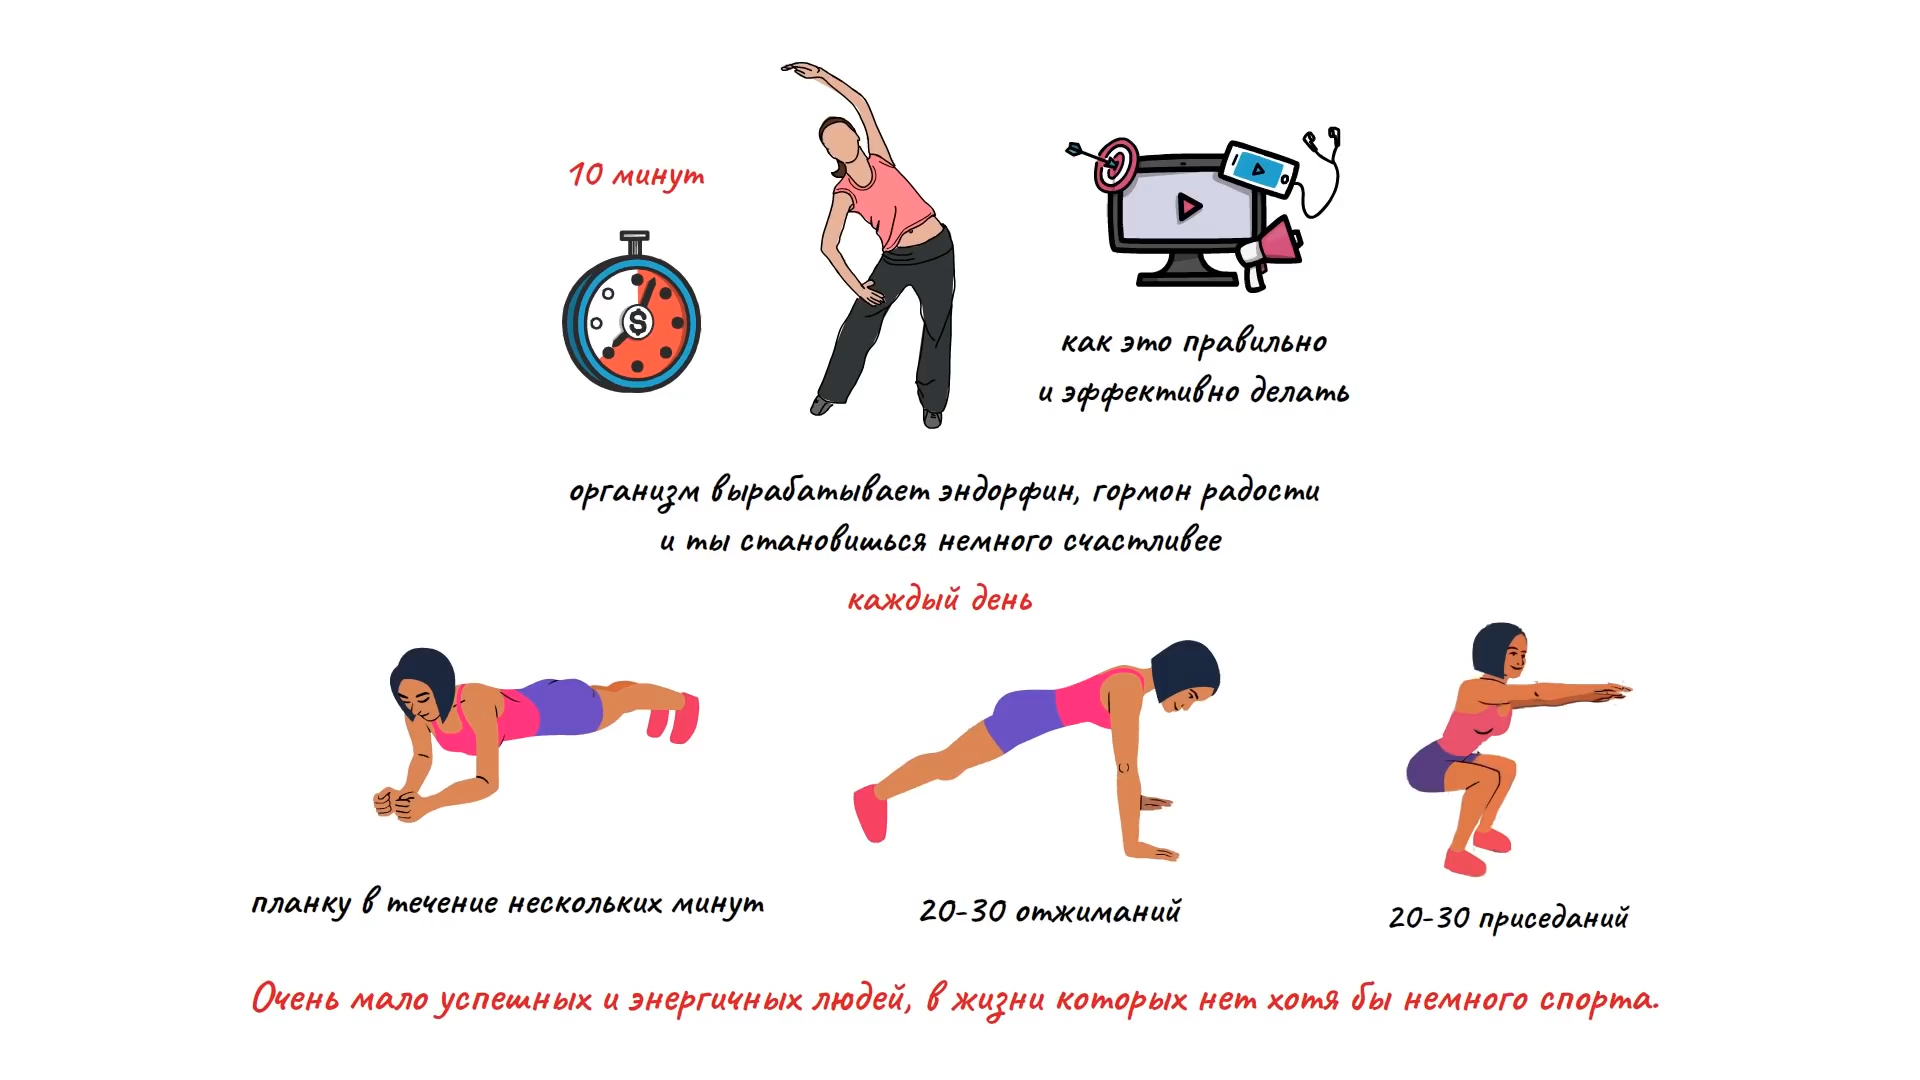 10 минут
$
как это правильно
и эффективно делать
организм вырабатывает эндорфин, гормон радости
и ты становишься немного счастливее
каждый день
планку в течение нескольких минут
20-30 отжиманий
20-30 приседаний
Очень мало успешных и энергичных людей, в жизни которых нет хотя бы немного спорта.